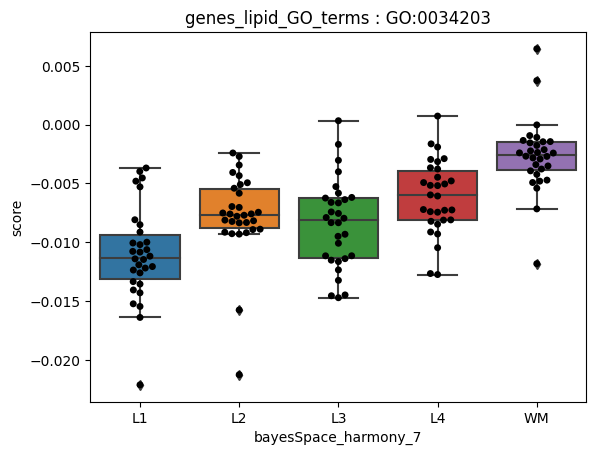 genes_lipid_GO_terms : GO:0034203
0.005
0.000
−0.005
−0.010
−0.015
−0.020
score
L1 L2 L3 L4 WM
bayesSpace_harmony_7